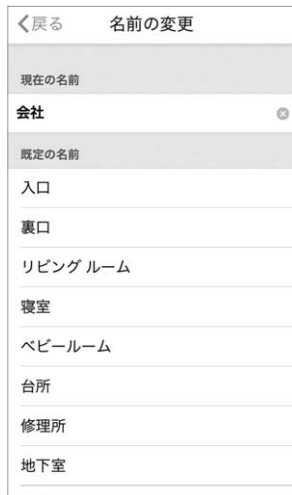 戻る 名前の変更
現在の名前
会社
既定の名前
入口
裏口
リビング ルーム
寝室
ベビールーム
台所
修理所
地下室